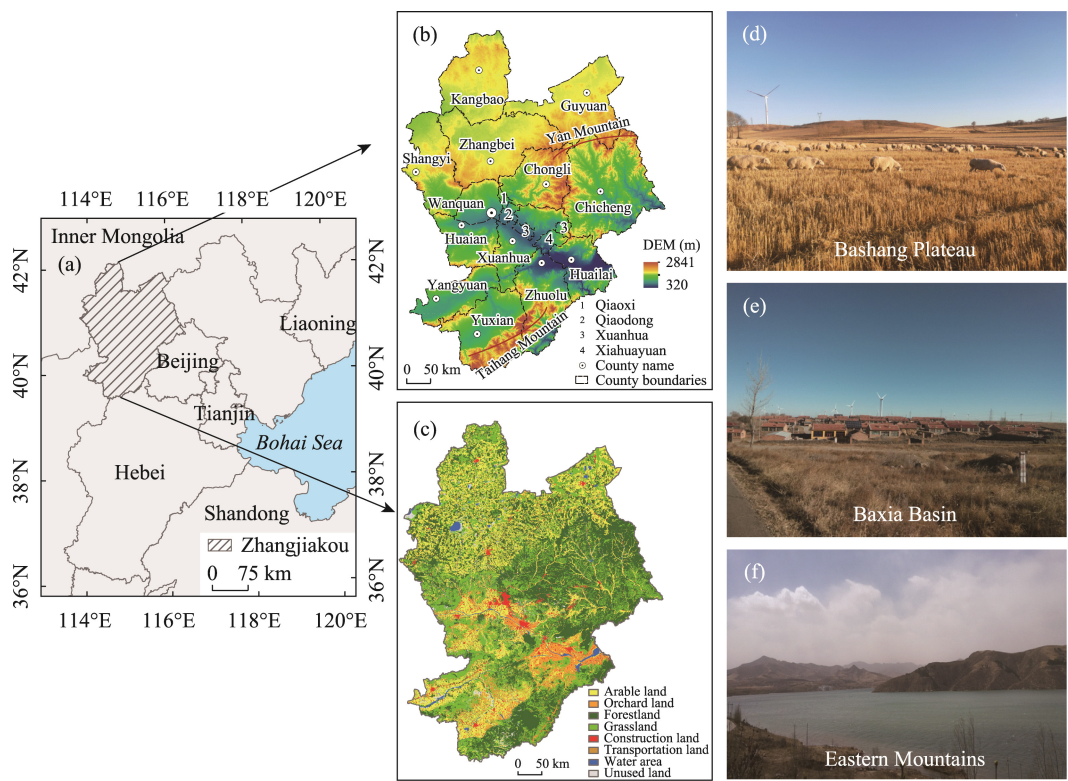 114°E 116°E 118°E 120°E
Inner Mongolia
(a)
42°N
40°N
38°N
36°N
Liaoning
Beijing
Tianjin
Bohai Sea
Hebei
Shandong
Zhangjiakou
0 75 km
42°N
40°N
38°N
36°N
114°E 116°E 118°E 120°E
(b)
Kangbao
Guyuan
Yan Mountain
Zhangbei
Shangyi
Chongli
Chicheng
Wanquan
1
2
3
4
3
Huaian
Xuanhua
Huailai
Yangyuan
Zhuolu
Yuxian
Taihang Mountain
DEM (m)
2841
320
1 Qiaoxi
2 Qiaodong
3 Xuanhua
4 Xiahuayuan
County name
County boundaries
0 50 km
(c)
Arable land
Orchard land
Forestland
Grassland
Construction land
Transportation land
Water area
Unused land
0 50 km
(d)
Bashang Plateau
(e)
Baxia Basin
(f)
Eastern Mountains